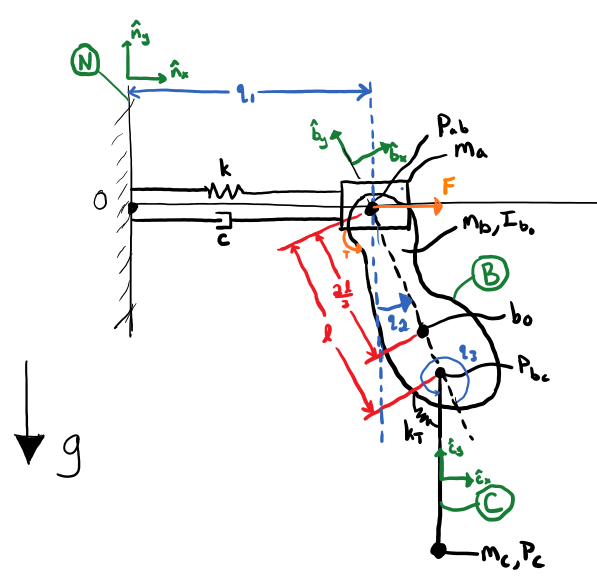 n̂y
N
n̂x
q₁
Pab
b̂y
b̂x
ma
k
O
F
c
mb, Ibo
T
B
2l/3
q₂
bo
l
q₃
Pbc
kT
g
ĉy
ĉx
C
mc, Pc